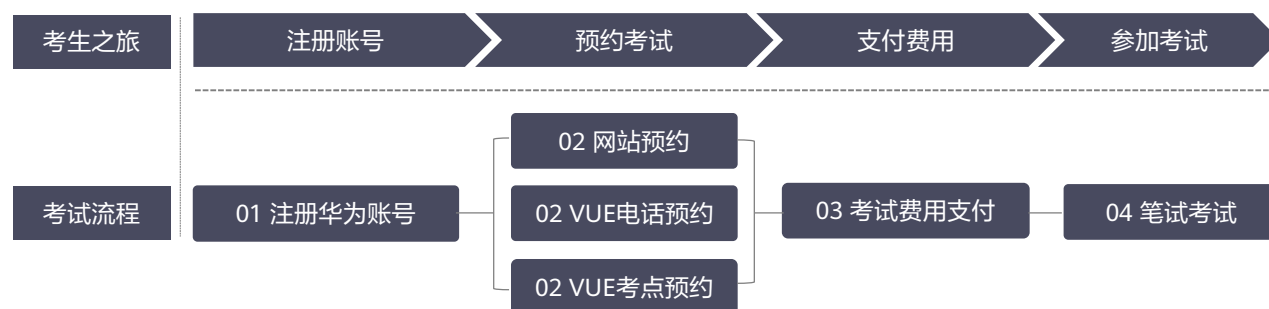 考生之旅
注册账号
预约考试
支付费用
参加考试
考试流程
01 注册华为账号
02 网站预约
02 VUE电话预约
02 VUE考点预约
03 考试费用支付
04 笔试考试